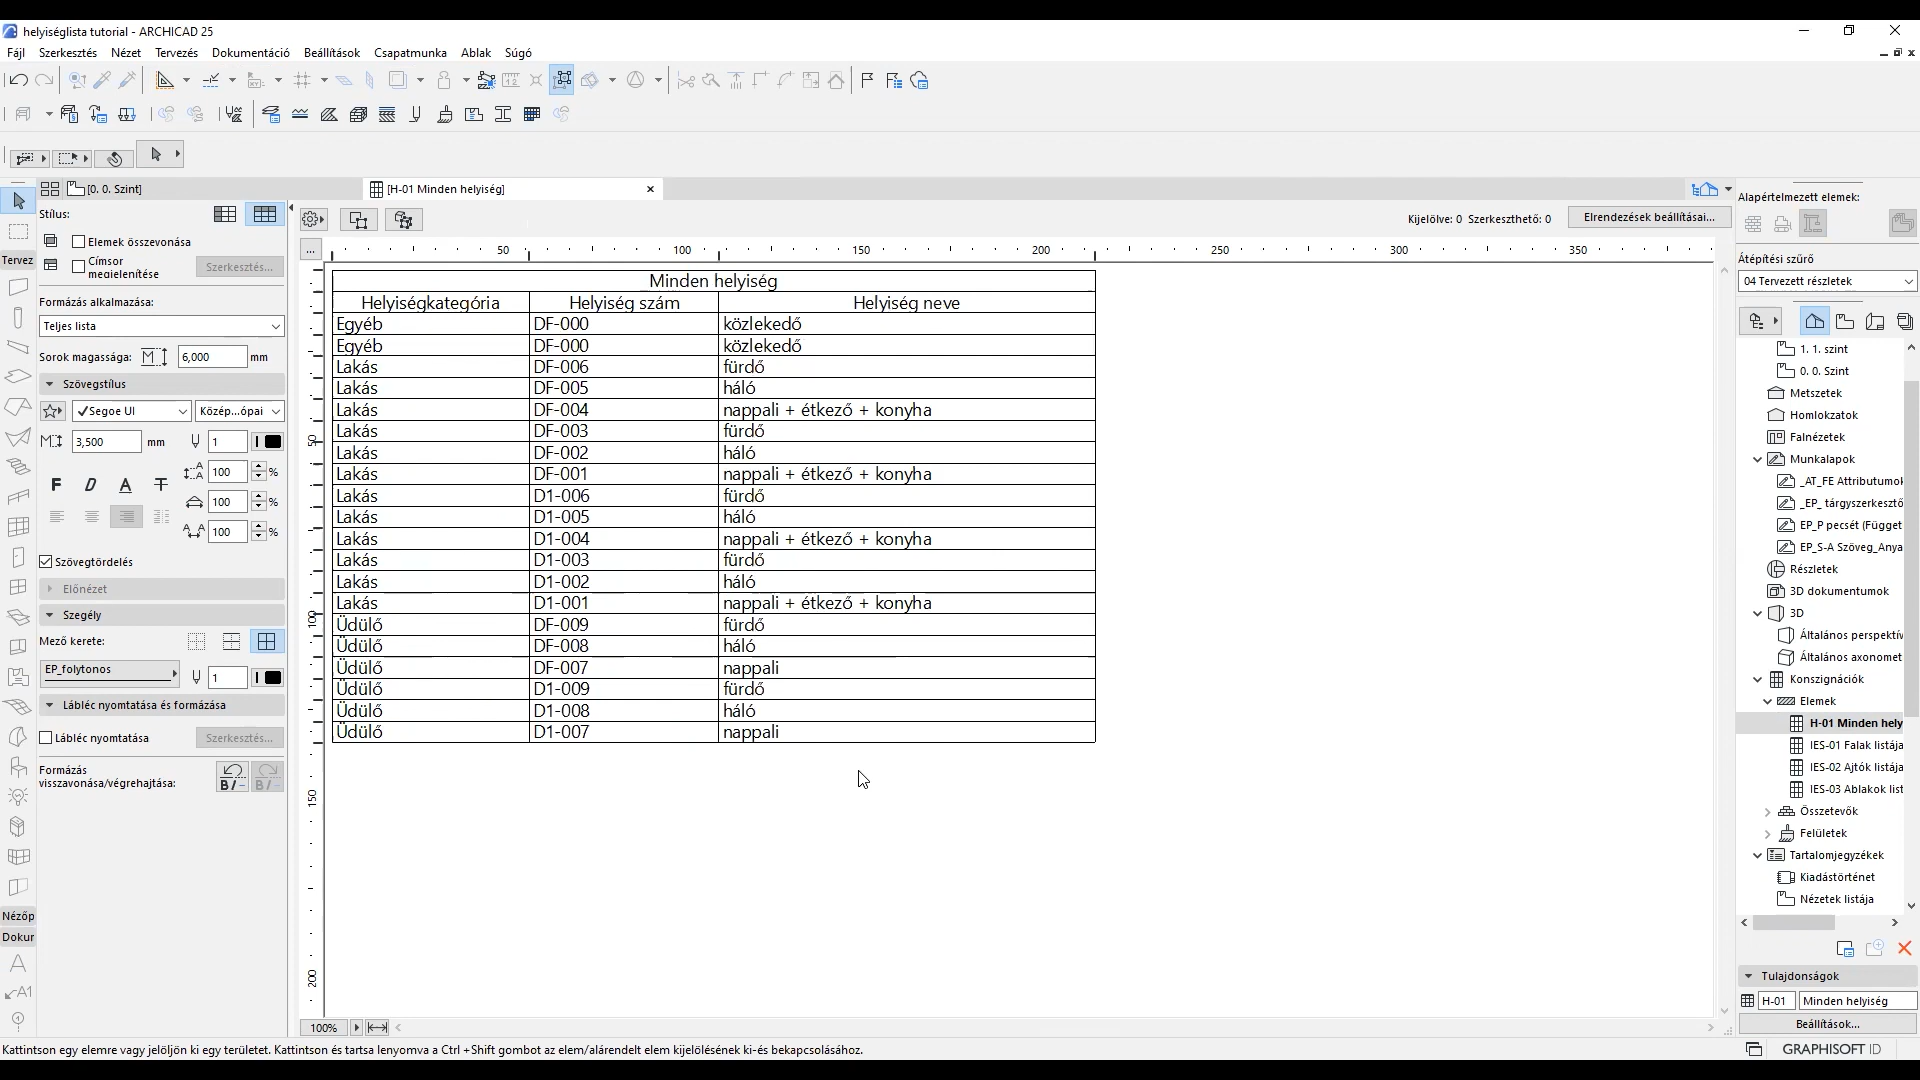 helyiséglista tutorial - ARCHICAD 25
Fájl Szerkesztés Nézet Tervezés Dokumentáció Beállítások Csapatmunka Ablak Súgó
[0. 0. Szint]
[H-01 Minden helyiség]
Stílus:
Elemek összevonása
Címsor
megjelenítése
Szerkesztés...
Formázás alkalmazása:
Teljes lista
Sorok magassága: 6,000 mm
Szövegstílus
Segoe UI Közép...ópai
3,500 mm 1
100 %
100 %
100 %
Szövegtördelés
Előnézet
Szegély
Mező kerete:
EP_folytonos 1
Lábléc nyomtatása és formázása
Lábléc nyomtatása Szerkesztés...
Formázás
visszavonása/végrehajtása:
Tervez
Nézőp
Dokur
Kijelölve: 0 Szerkeszthető: 0 Elrendezések beállításai...
50 100 150 200 250 300 350
50
100
150
200
Minden helyiség
Helyiségkategória Helyiség szám Helyiség neve
Egyéb DF-000 közlekedő
Egyéb DF-000 közlekedő
Lakás DF-006 fürdő
Lakás DF-005 háló
Lakás DF-004 nappali + étkező + konyha
Lakás DF-003 fürdő
Lakás DF-002 háló
Lakás DF-001 nappali + étkező + konyha
Lakás D1-006 fürdő
Lakás D1-005 háló
Lakás D1-004 nappali + étkező + konyha
Lakás D1-003 fürdő
Lakás D1-002 háló
Lakás D1-001 nappali + étkező + konyha
Üdülő DF-009 fürdő
Üdülő DF-008 háló
Üdülő DF-007 nappali
Üdülő D1-009 fürdő
Üdülő D1-008 háló
Üdülő D1-007 nappali
100%
Alapértelmezett elemek:
Átépítési szűrő
04 Tervezett részletek
1. 1. szint
0. 0. Szint
Metszetek
Homlokzatok
Falnézetek
Munkalapok
_AT_FE Attributumok
_EP_ tárgyszerkesztő
EP_P pecsét (Függet
EP_S-A Szöveg_Anya
Részletek
3D dokumentumok
3D
Általános perspektív
Általános axonomet
Konszignációk
Elemek
H-01 Minden hely
IES-01 Falak listája
IES-02 Ajtók listája
IES-03 Ablakok list
Összetevők
Felületek
Tartalomjegyzékek
Kiadástörténet
Nézetek listája
Tulajdonságok
H-01 Minden helyiség
Beállítások...
Kattintson egy elemre vagy jelöljön ki egy területet. Kattintson és tartsa lenyomva a Ctrl +Shift gombot az elem/alárendelt elem kijelölésének ki-és bekapcsolásához.
GRAPHISOFT ID